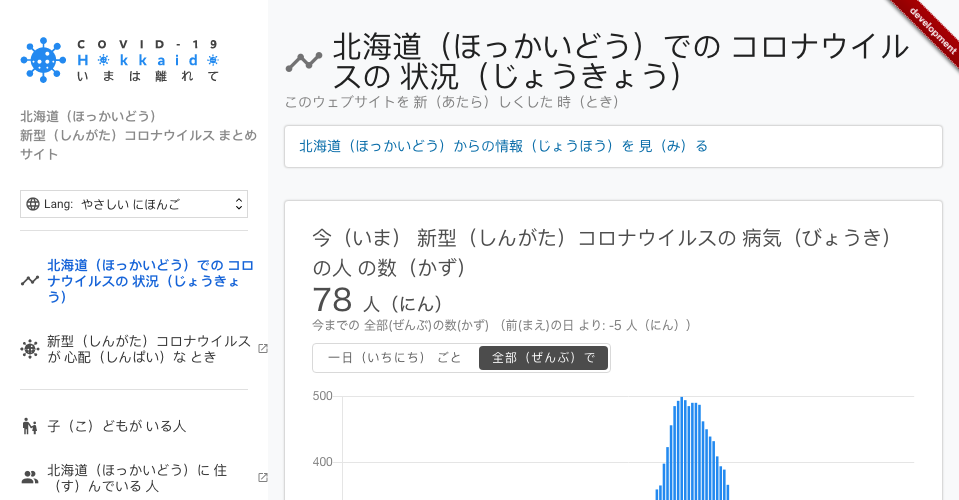 COVID-19
Hokkaido
いまは離れて
北海道（ほっかいどう）
新型（しんがた）コロナウイルス まとめ
サイト
Lang: やさしい にほんご
北海道（ほっかいどう）での コロ
ナウイルスの 状況（じょうきょ
う）
新型（しんがた）コロナウイルス
が 心配（しんぱい）な とき
子（こ）どもが いる人
北海道（ほっかいどう）に 住
（す）んでいる 人
development
北海道（ほっかいどう）での コロナウイル
スの 状況（じょうきょう）
このウェブサイトを 新（あたら）しくした 時（とき）
北海道（ほっかいどう）からの情報（じょうほう）を 見（み）る
今（いま） 新型（しんがた）コロナウイルスの 病気（びょうき）
の人 の数（かず）
78 人（にん）
今までの 全部(ぜんぶ)の数(かず) （前(まえ)の日 より: -5 人（にん））
一日（いちにち） ごと
全部（ぜんぶ）で
500
400